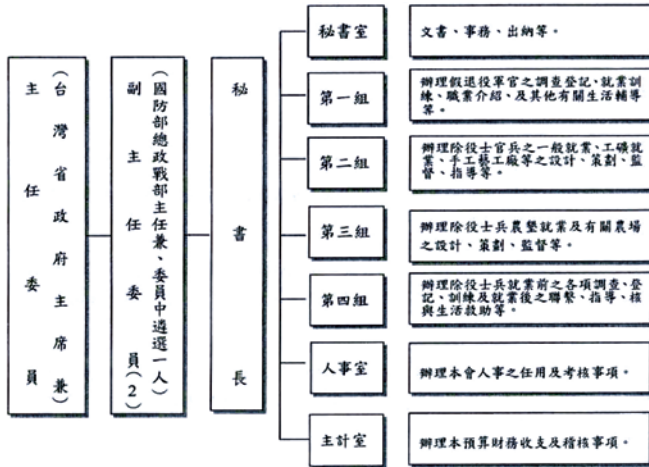 主任委員
（台灣省政府主席兼）
副主任委員（2）
（國防部總政戰部主任兼、委員中遴選一人）
秘書長
秘書室
文書、事務、出納等。
第一組
辦理假退役軍官之調查登記、就業訓
練、職業介紹、及其他有關生活輔導
等。
第二組
辦理除役士官兵之一般就業、工礦就
業、手工藝工廠等之設計、策劃、監
督、指導等。
第三組
辦理除役士兵農墾就業及有關農場
之設計、策劃、監督等。
第四組
辦理除役士兵就業前之各項調查、登
記、訓練及就業後之聯繫、指導、核
與生活救助等。
人事室
辦理本會人事之任用及考核事項。
主計室
辦理本預算財務收支及稽核事項。